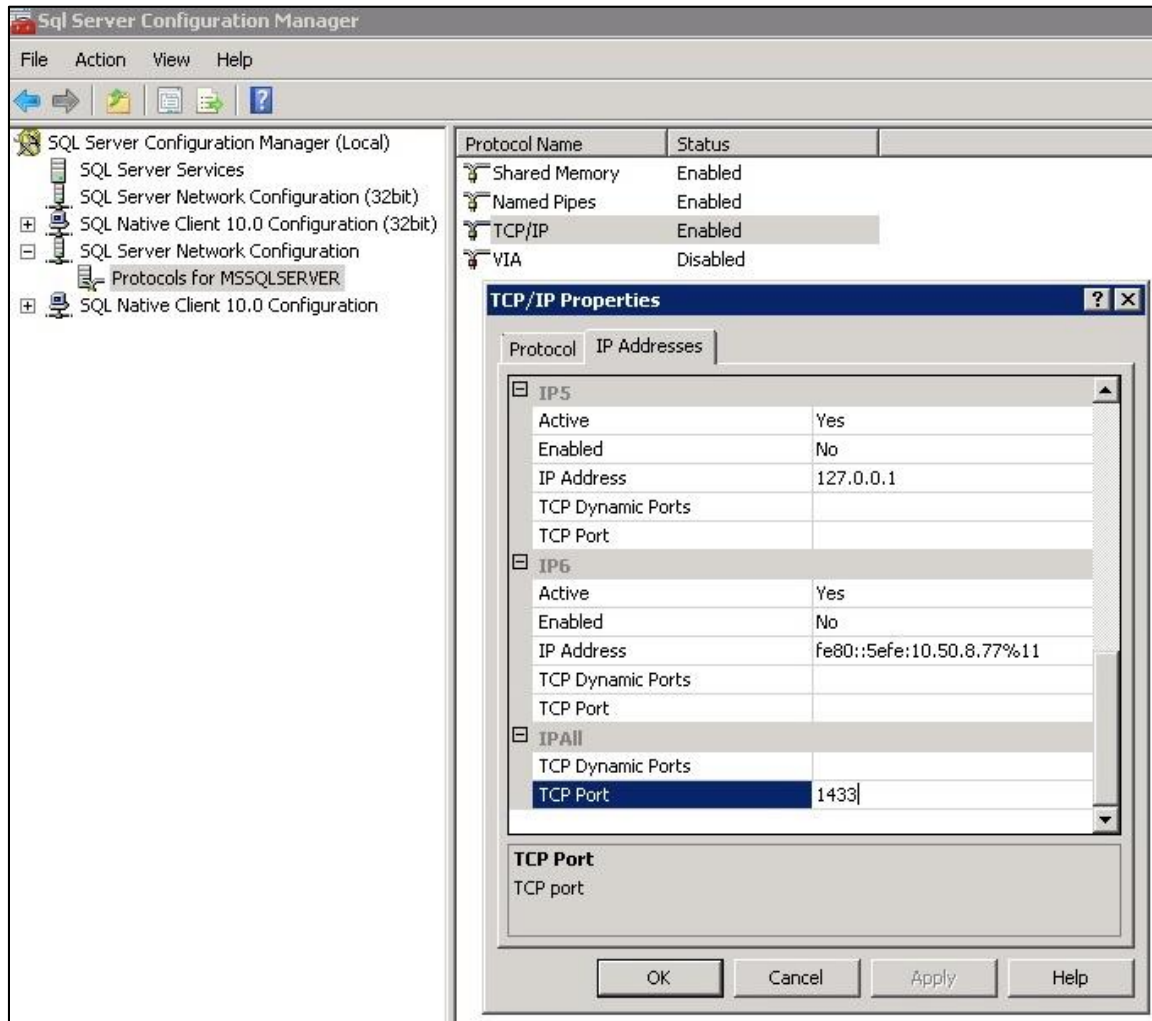 Sql Server Configuration Manager
File Action View Help
SQL Server Configuration Manager (Local)
SQL Server Services
SQL Server Network Configuration (32bit)
SQL Native Client 10.0 Configuration (32bit)
SQL Server Network Configuration
Protocols for MSSQLSERVER
SQL Native Client 10.0 Configuration
Protocol Name Status
Shared Memory Enabled
Named Pipes Enabled
TCP/IP Enabled
VIA Disabled
TCP/IP Properties
Protocol IP Addresses
IP5
Active Yes
Enabled No
IP Address 127.0.0.1
TCP Dynamic Ports
TCP Port
IP6
Active Yes
Enabled No
IP Address fe80::5efe:10.50.8.77%11
TCP Dynamic Ports
TCP Port
IPAll
TCP Dynamic Ports
TCP Port 1433
TCP Port
TCP port
OK Cancel Apply Help